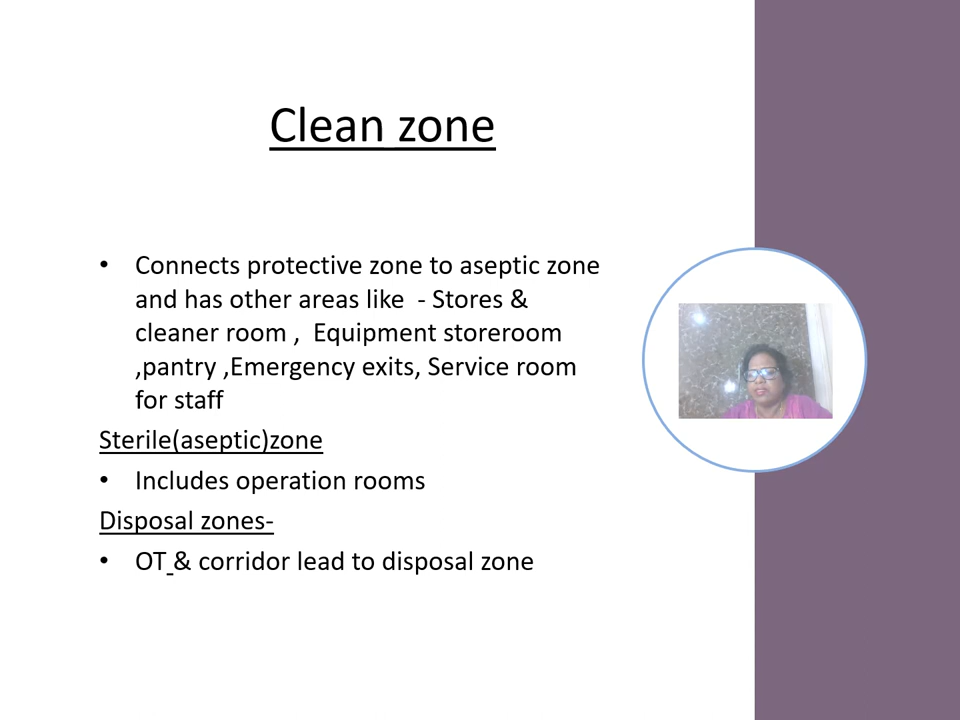 Clean zone
• Connects protective zone to aseptic zone
and has other areas like  - Stores &
cleaner room ,  Equipment storeroom
,pantry ,Emergency exits, Service room
for staff
Sterile(aseptic)zone
• Includes operation rooms
Disposal zones-
• OT & corridor lead to disposal zone